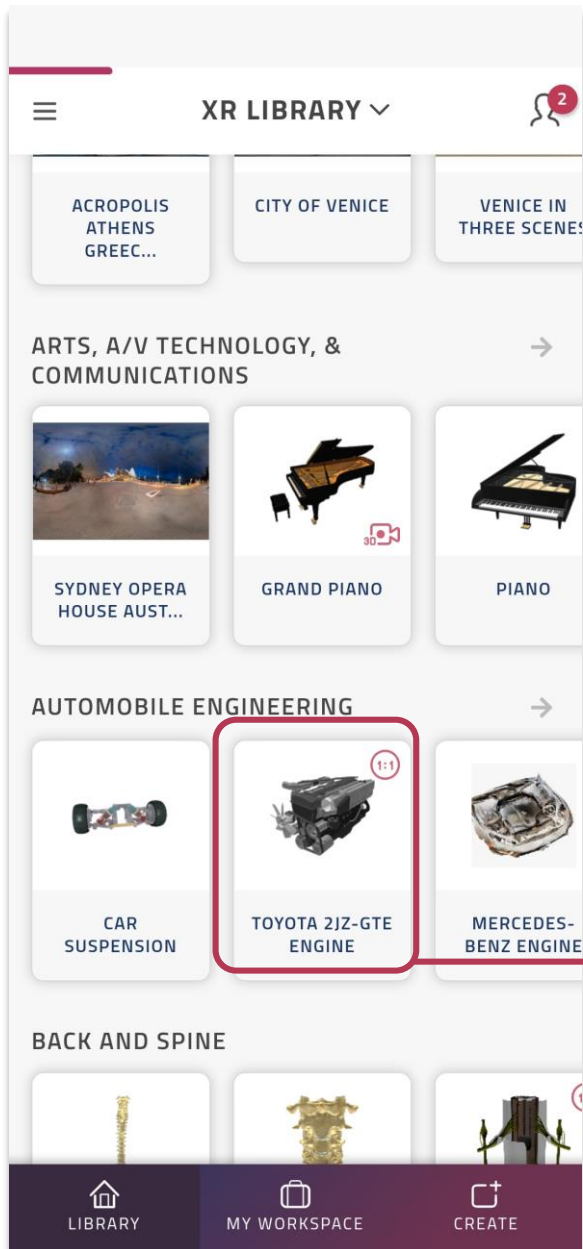 XR LIBRARY
2
ACROPOLIS
ATHENS
GREEC...
CITY OF VENICE
VENICE IN
THREE SCENES
ARTS, A/V TECHNOLOGY, &
COMMUNICATIONS
3D
SYDNEY OPERA
HOUSE AUST...
GRAND PIANO
PIANO
AUTOMOBILE ENGINEERING
1:1
CAR
SUSPENSION
TOYOTA 2JZ-GTE
ENGINE
MERCEDES-
BENZ ENGINE
BACK AND SPINE
LIBRARY
MY WORKSPACE
CREATE